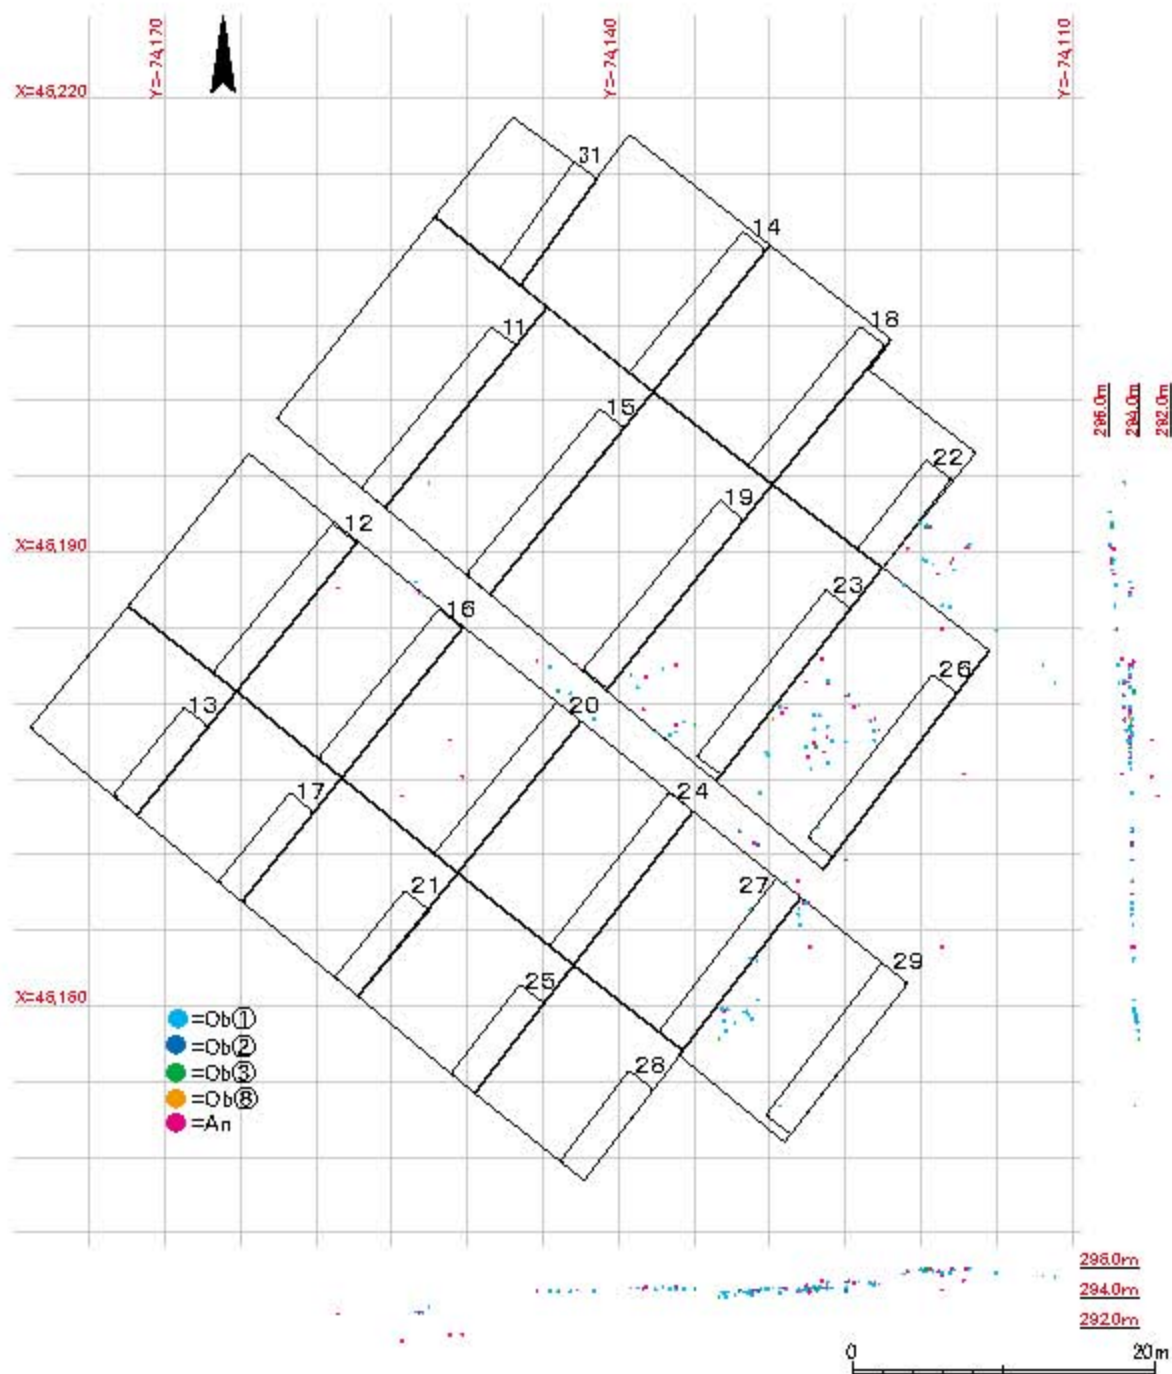 Y=-74,170
Y=-74,140
Y=-74,110
X=46,220
31
14
18
11
15
22
296.0m
294.0m
292.0m
19
12
X=46,190
23
16
26
13
20
17
24
21
27
29
25
X=46,160
28
=Ob①
=Ob②
=Ob③
=Ob⑧
=An
296.0m
294.0m
292.0m
0
20m